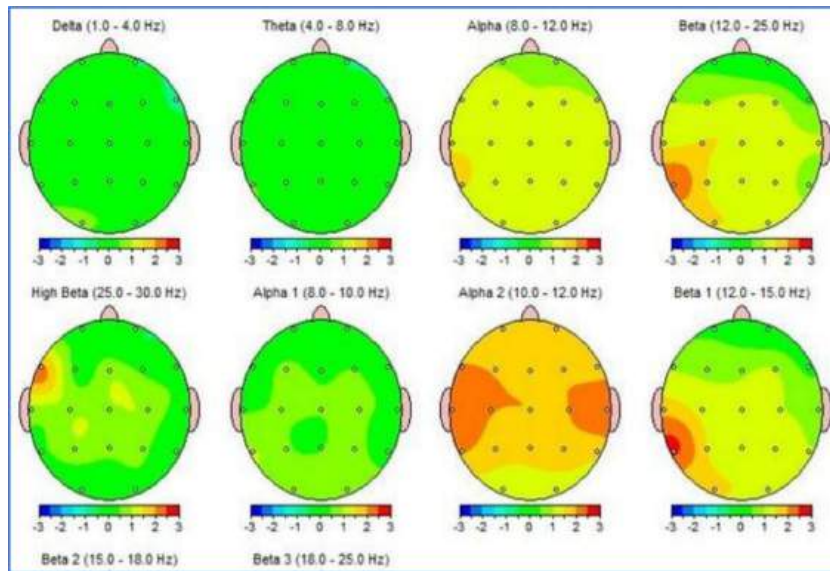 Delta (1.0 - 4.0 Hz) Theta (4.0 - 8.0 Hz) Alpha (8.0 - 12.0 Hz) Beta (12.0 - 25.0 Hz)
-3 -2 -1 0 1 2 3 -3 -2 -1 0 1 2 3 -3 -2 -1 0 1 2 3 -3 -2 -1 0 1 2 3
High Beta (25.0 - 30.0 Hz) Alpha 1 (8.0 - 10.0 Hz) Alpha 2 (10.0 - 12.0 Hz) Beta 1 (12.0 - 15.0 Hz)
-3 -2 -1 0 1 2 3 -3 -2 -1 0 1 2 3 -3 -2 -1 0 1 2 3 -3 -2 -1 0 1 2 3
Beta 2 (15.0 - 18.0 Hz) Beta 3 (18.0 - 25.0 Hz)